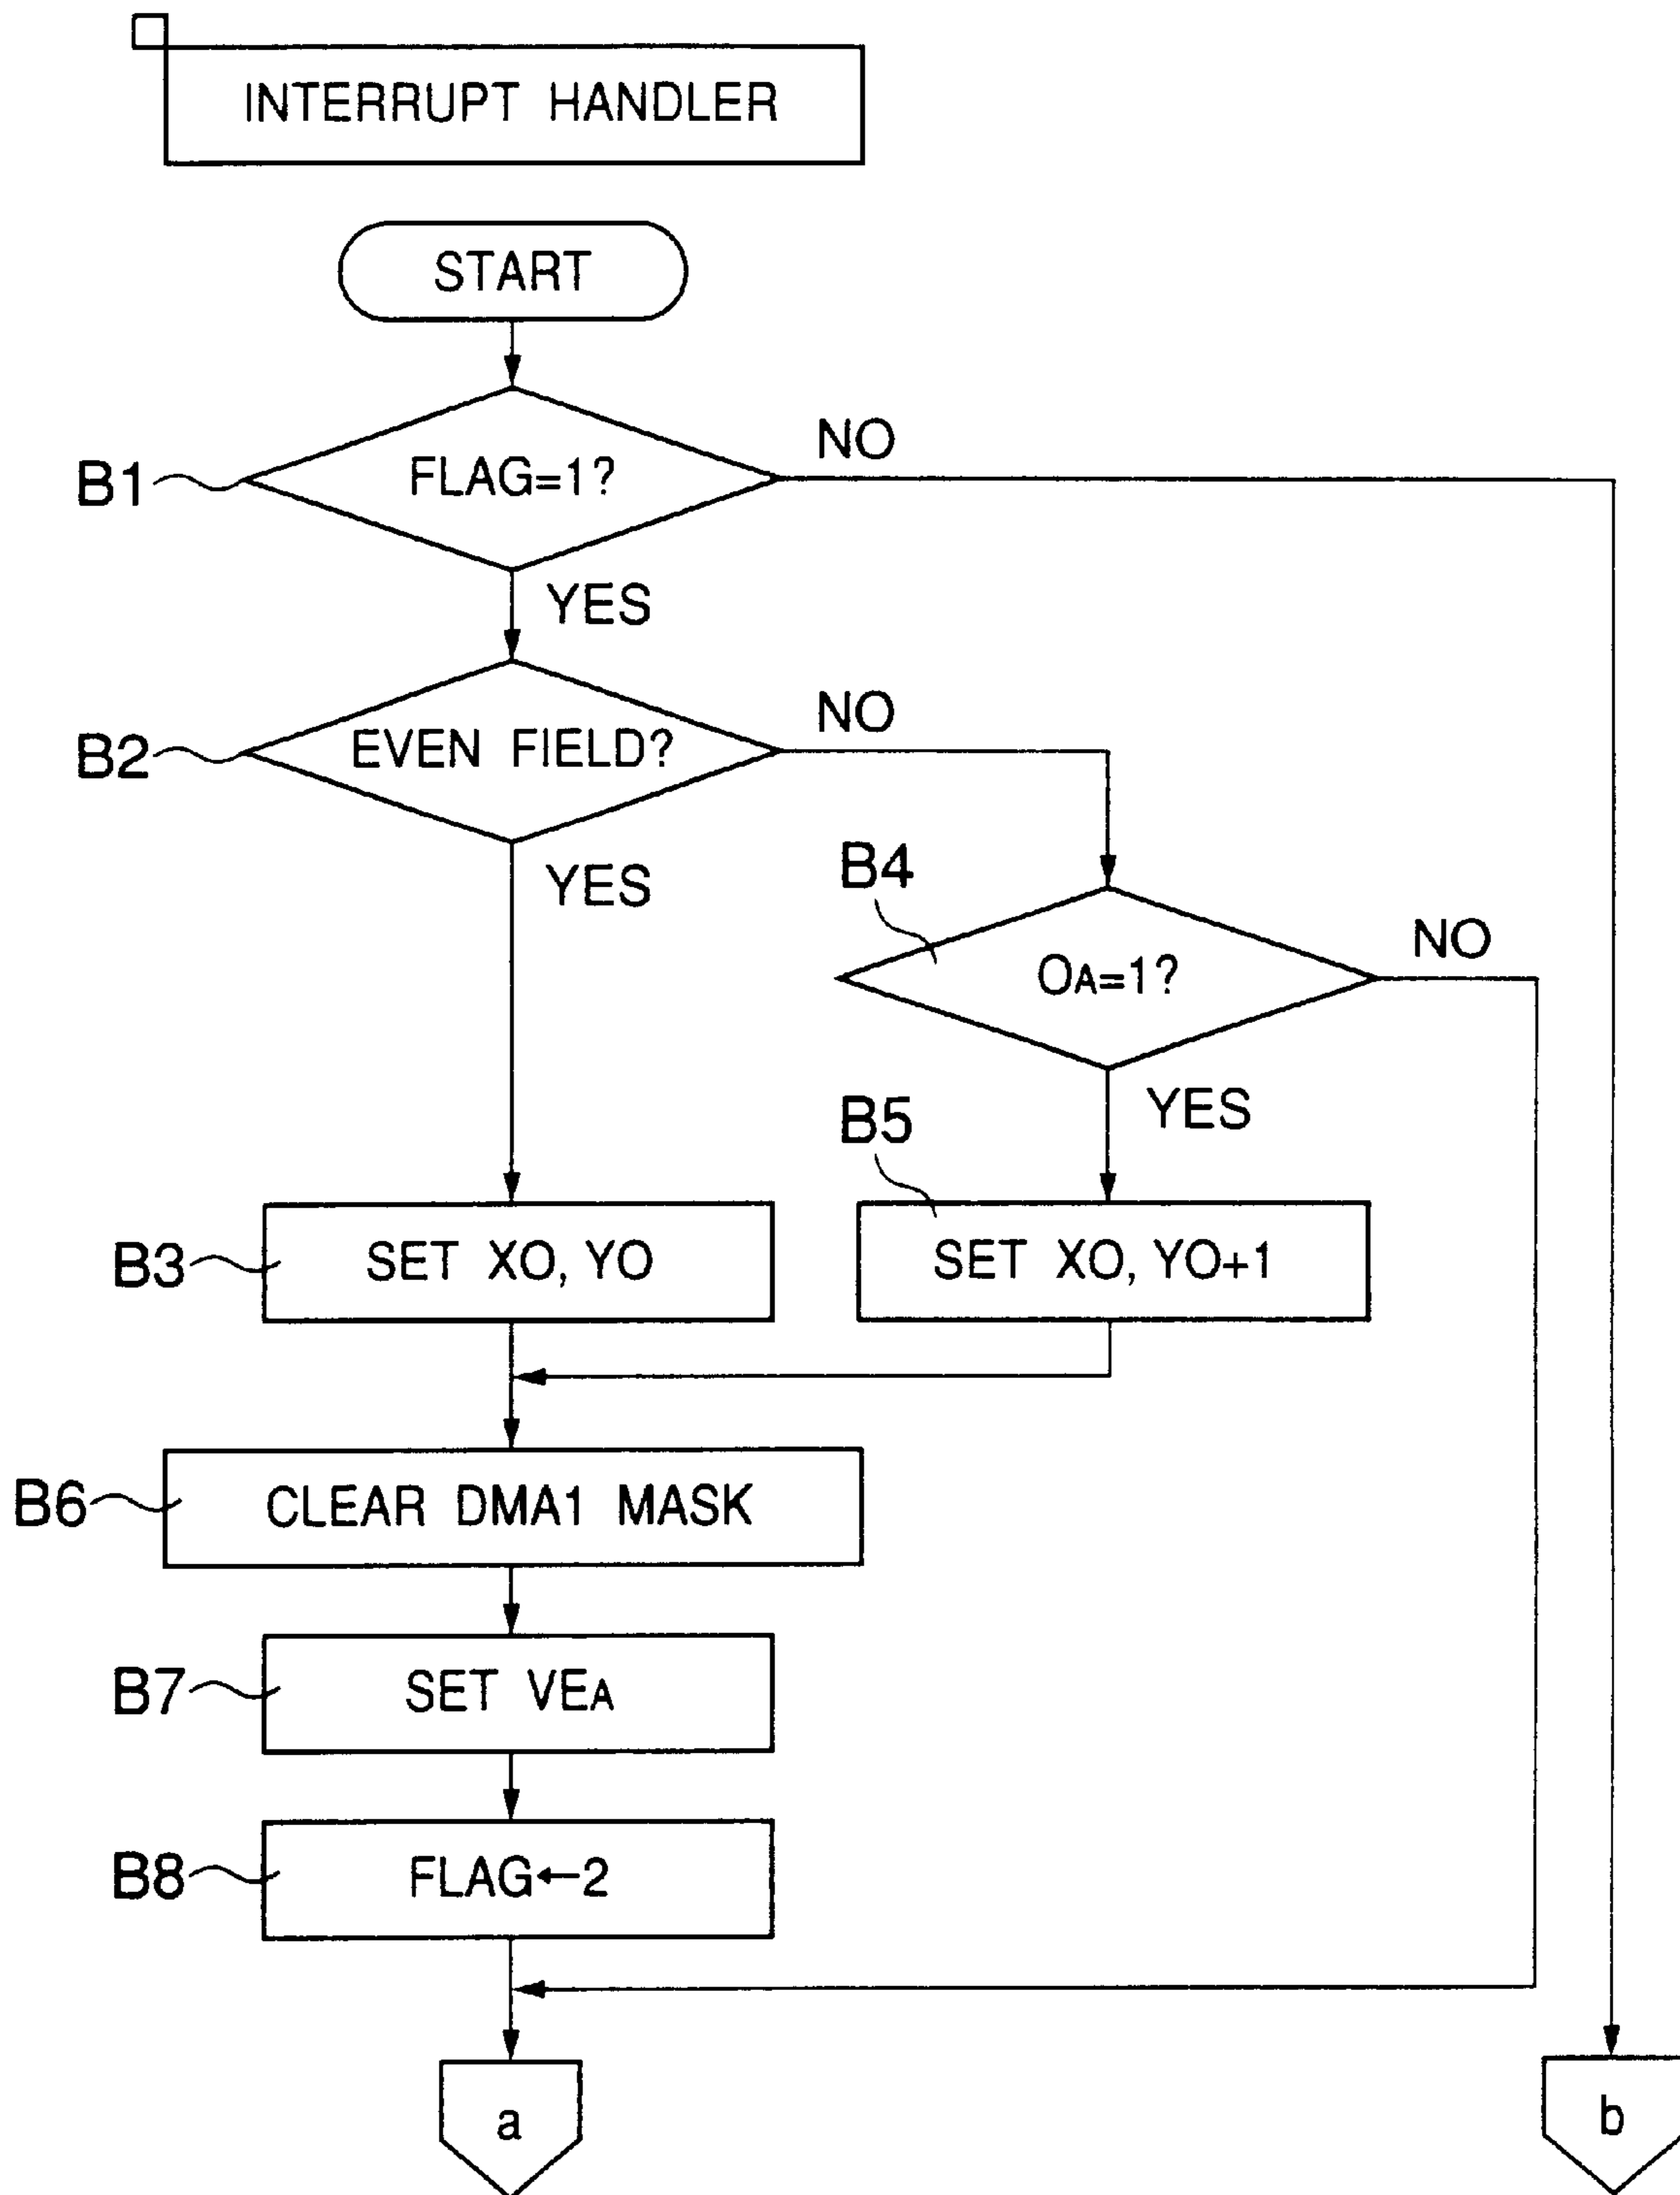 INTERRUPT HANDLER
START
B1
FLAG=1?
NO
YES
B2
EVEN FIELD?
NO
YES
B4
OA=1?
NO
YES
B5
B3
SET XO, YO
SET XO, YO+1
B6
CLEAR DMA1 MASK
B7
SET VEA
B8
FLAG←2
a
b